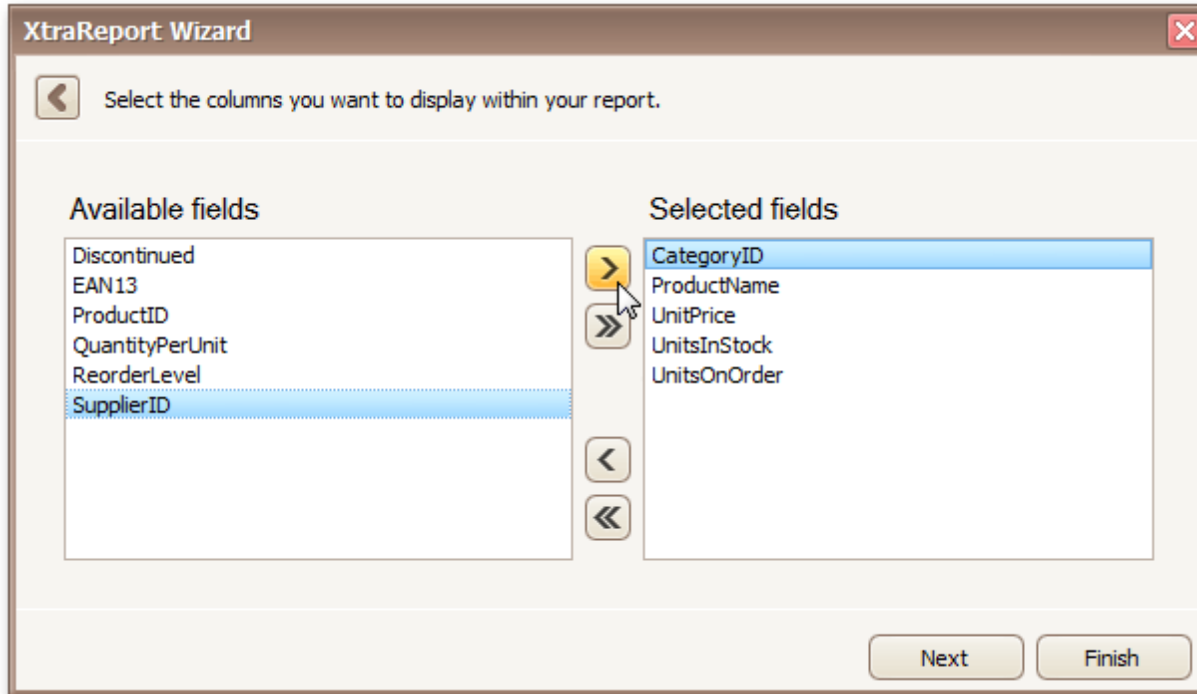 XtraReport Wizard
Select the columns you want to display within your report.
Available fields
Discontinued
EAN13
ProductID
QuantityPerUnit
ReorderLevel
SupplierID
Selected fields
CategoryID
ProductName
UnitPrice
UnitsInStock
UnitsOnOrder
Next
Finish